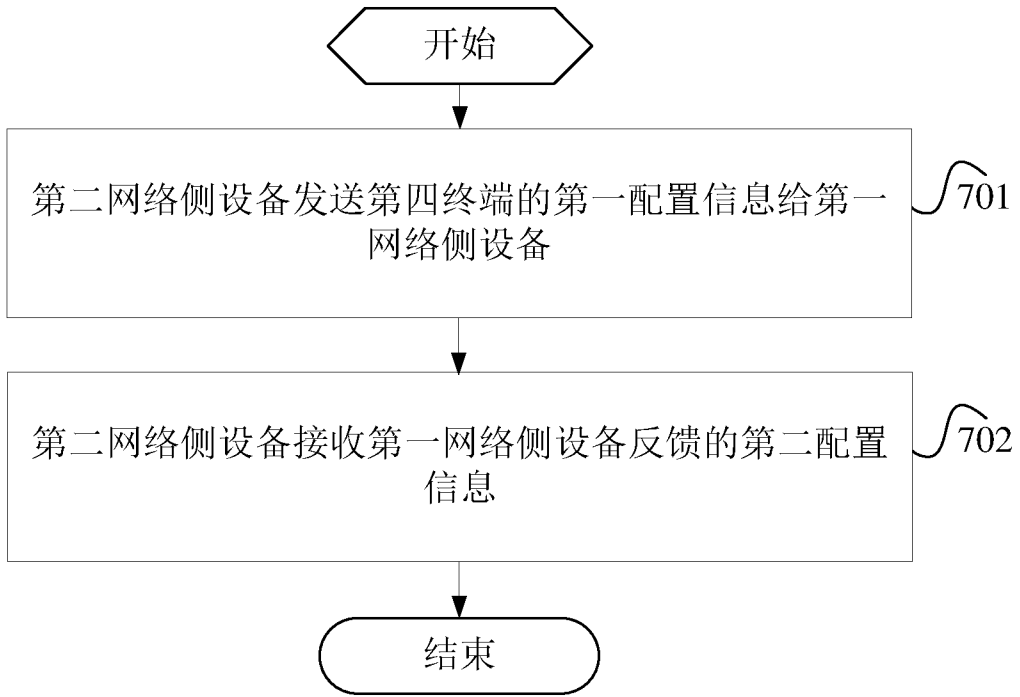 开始
第二网络侧设备发送第四终端的第一配置信息给第一
网络侧设备
701
第二网络侧设备接收第一网络侧设备反馈的第二配置
信息
702
结束